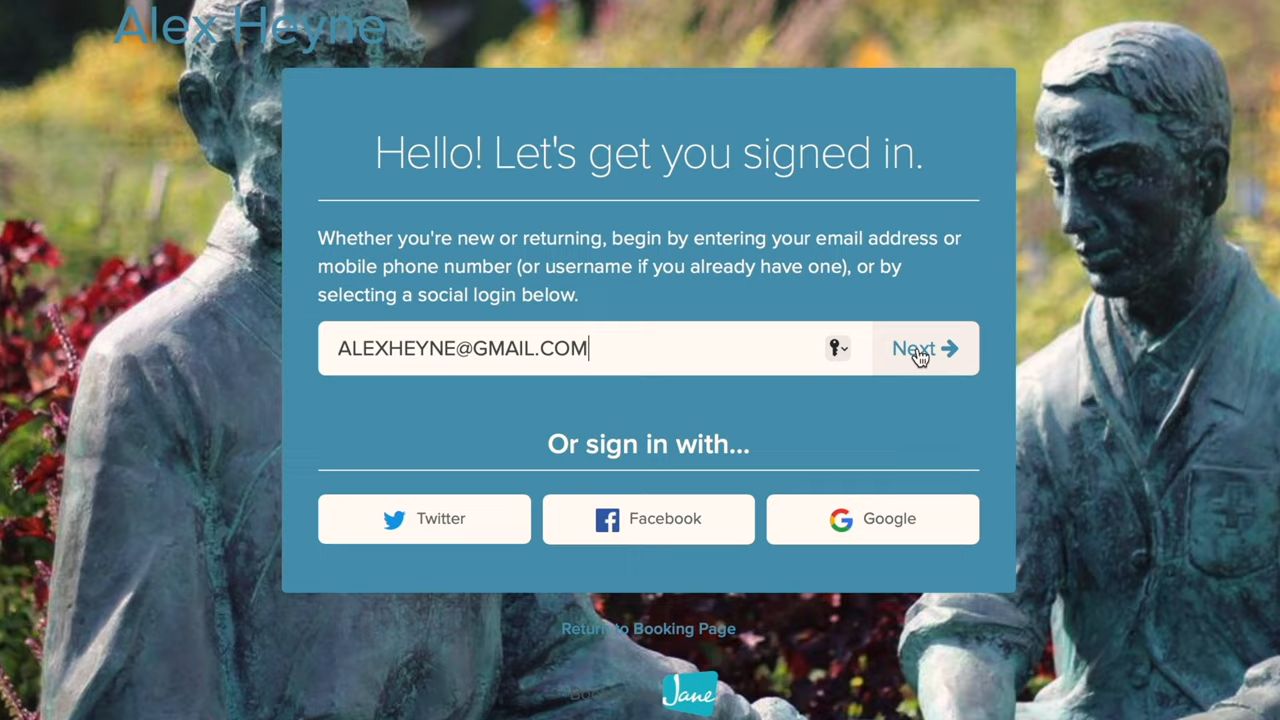 Alex Heyne
Hello! Let's get you signed in.
Whether you're new or returning, begin by entering your email address or
mobile phone number (or username if you already have one), or by
selecting a social login below.
ALEXHEYNE@GMAIL.COM
Next
Or sign in with...
Twitter
Facebook
Google
Return to Booking Page
Jane